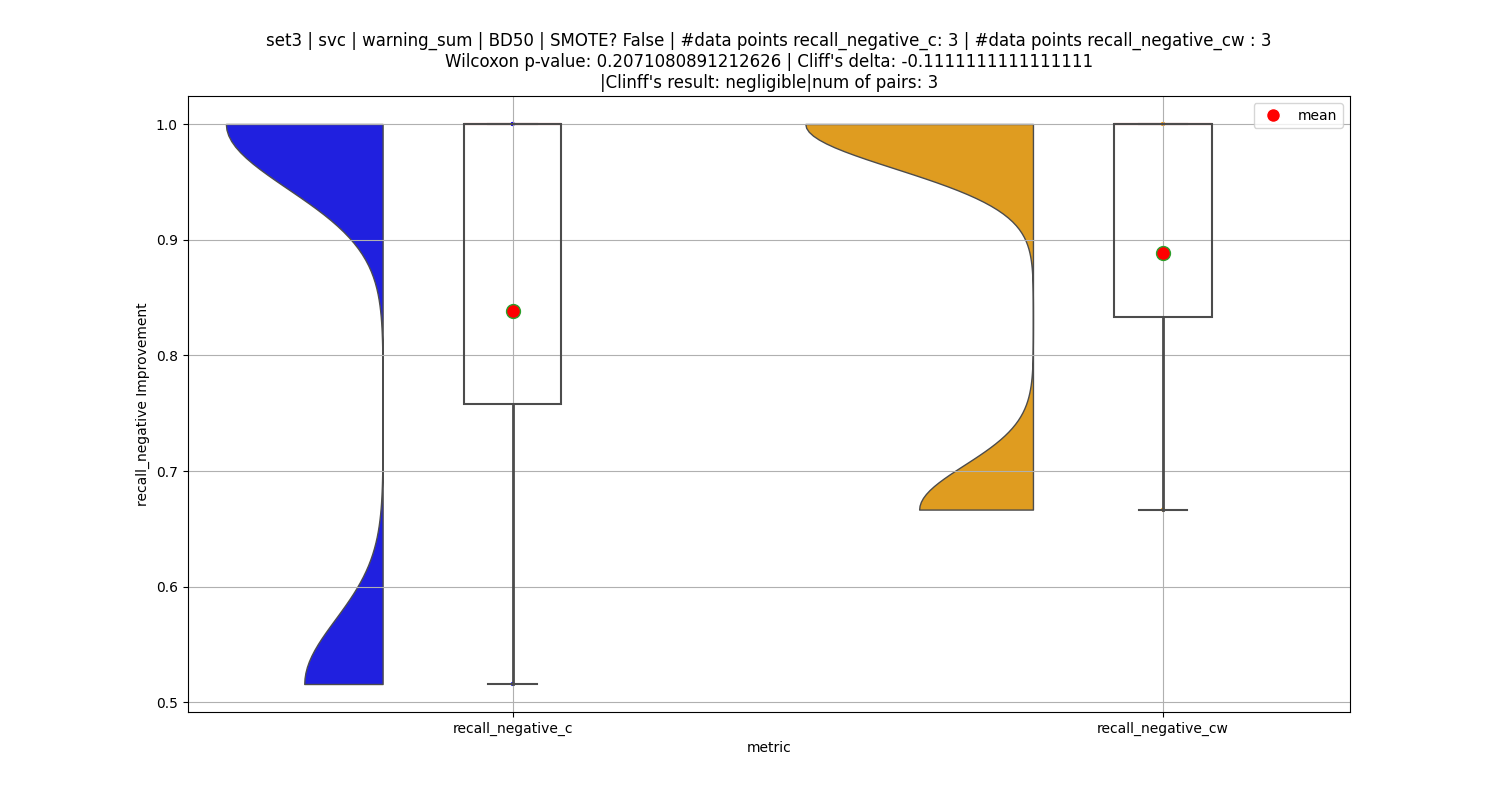 set3 | svc | warning_sum | BD50 | SMOTE? False | #data points recall_negative_c: 3 | #data points recall_negative_cw : 3
Wilcoxon p-value: 0.2071080891212626 | Cliff's delta: -0.1111111111111111
|Clinff's result: negligible|num of pairs: 3
mean
1.0
0.9
0.8
0.7
0.6
0.5
recall_negative Improvement
recall_negative_c
recall_negative_cw
metric